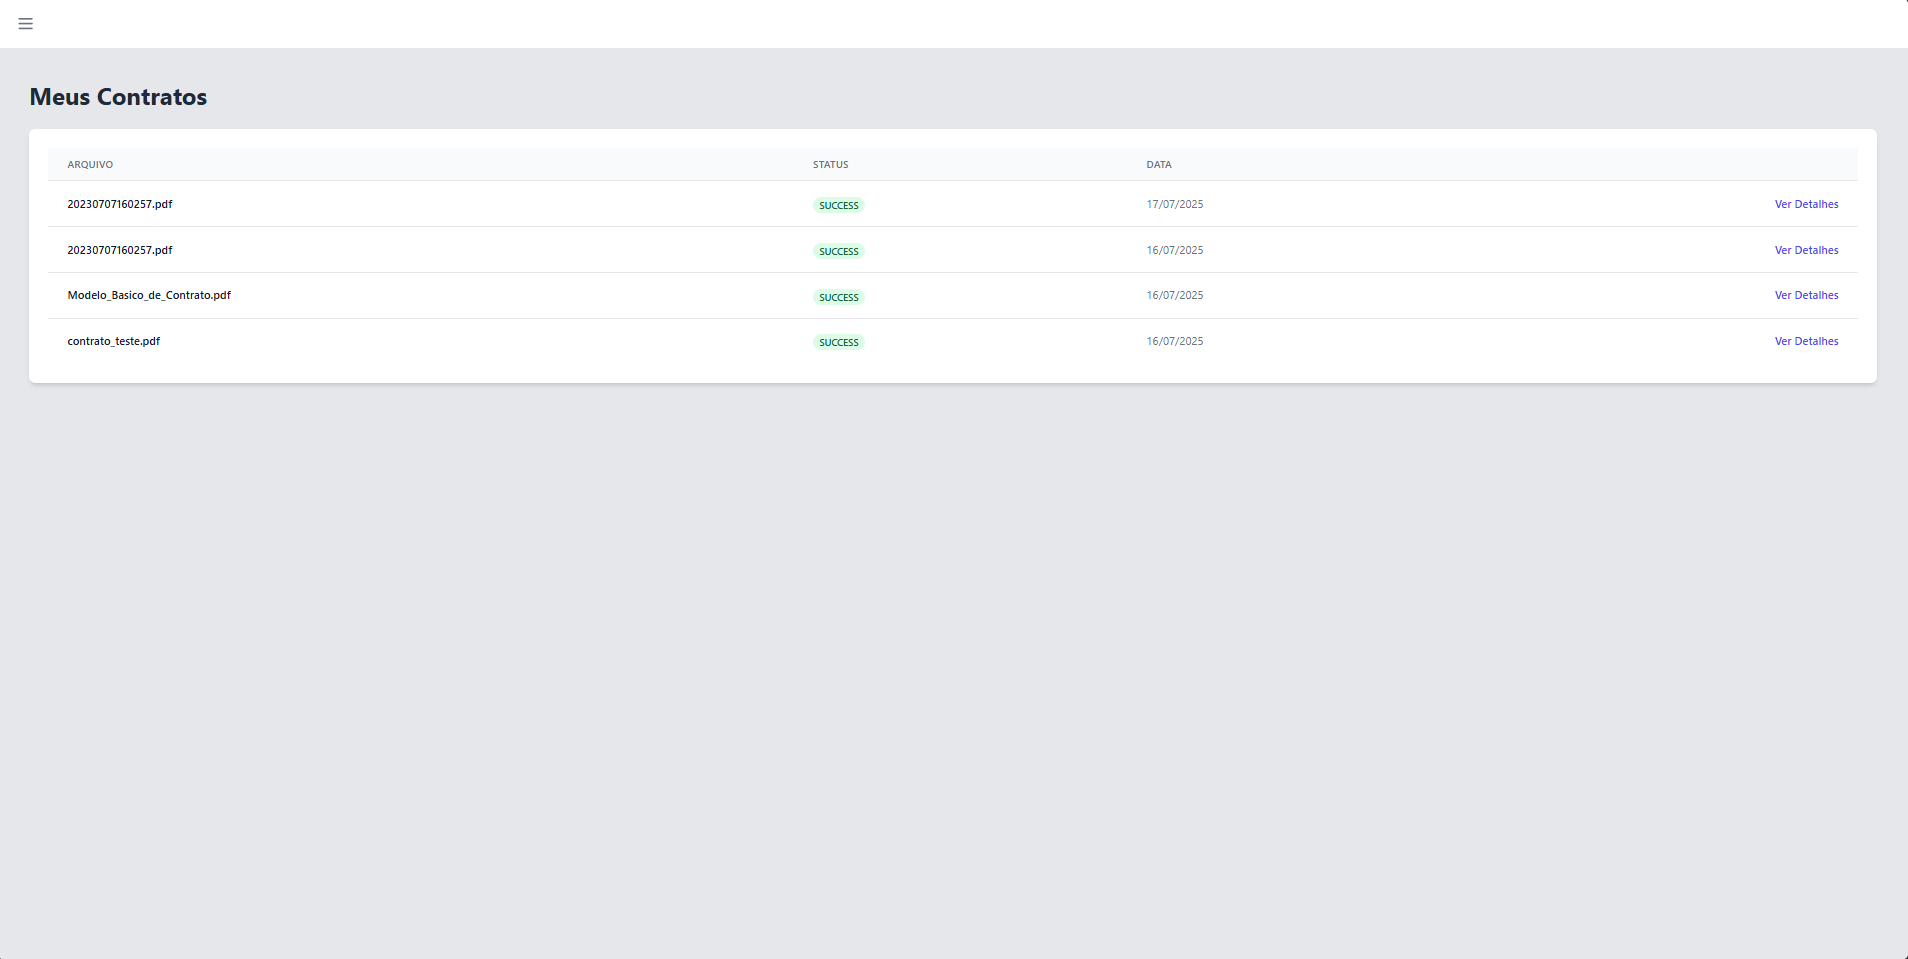 Meus Contratos
ARQUIVO STATUS DATA
20230707160257.pdf SUCCESS 17/07/2025 Ver Detalhes
20230707160257.pdf SUCCESS 16/07/2025 Ver Detalhes
Modelo_Basico_de_Contrato.pdf SUCCESS 16/07/2025 Ver Detalhes
contrato_teste.pdf SUCCESS 16/07/2025 Ver Detalhes